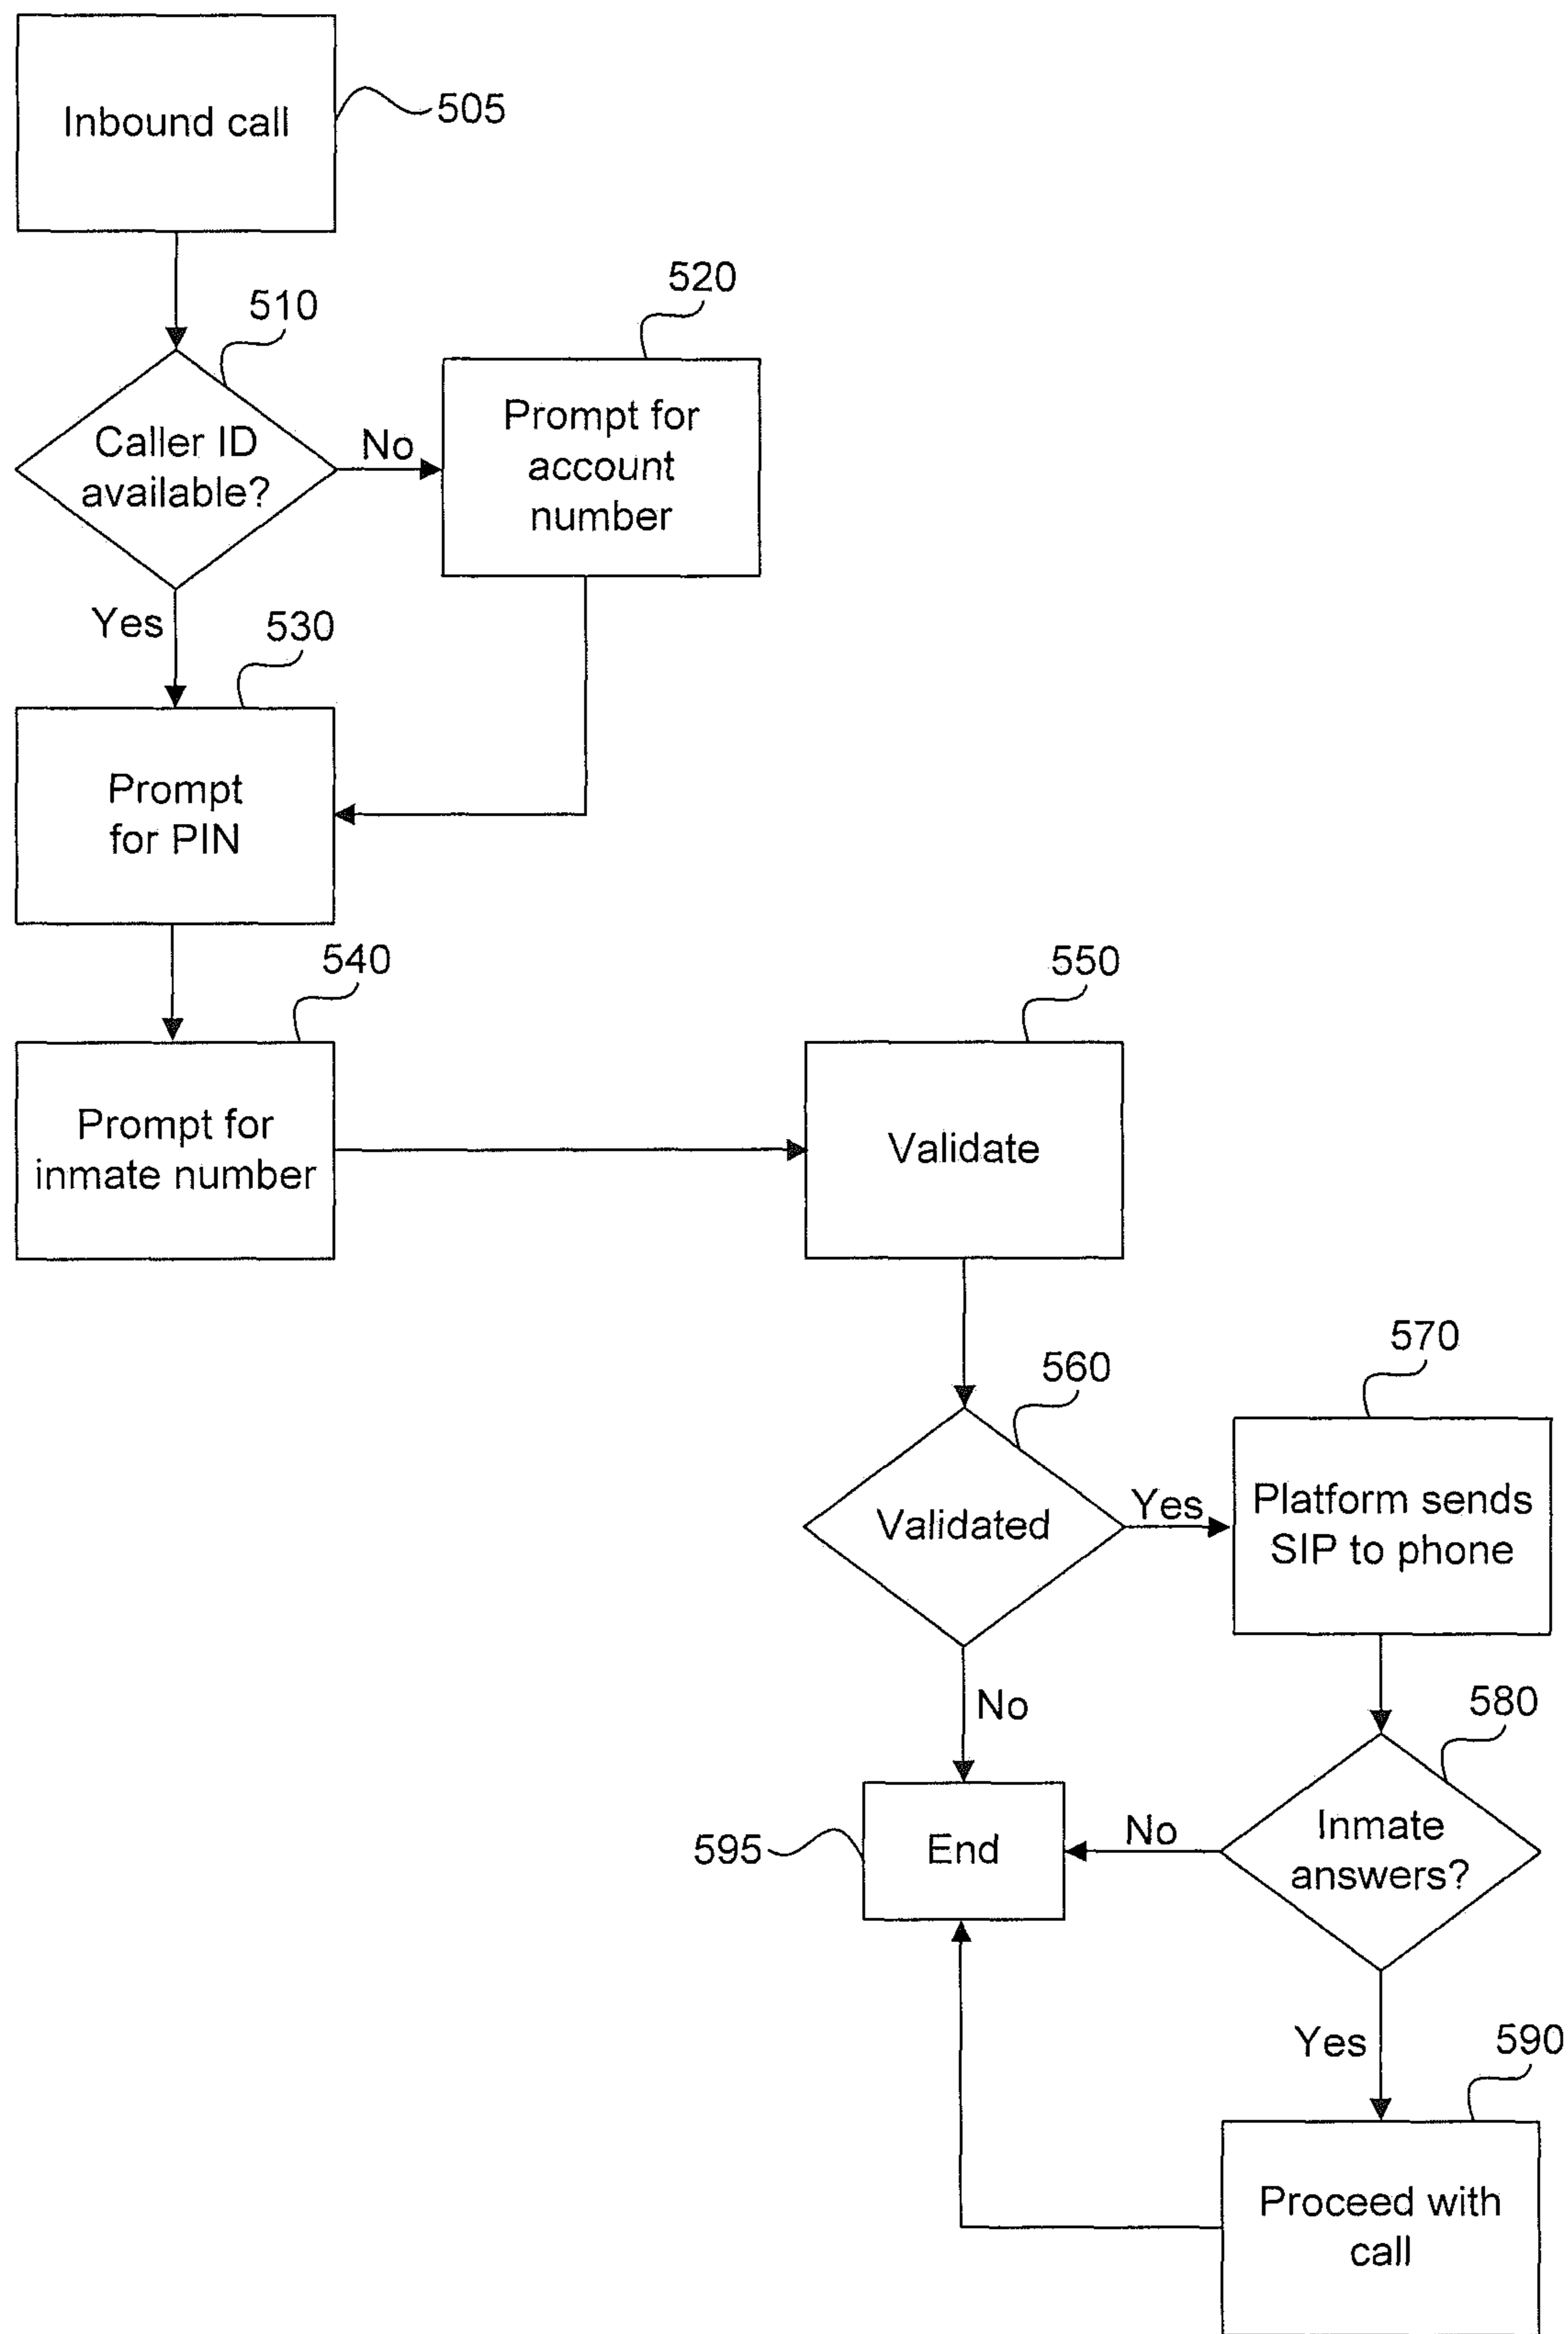 Inbound call
505
510
520
Caller ID
available?
No
Prompt for
account
number
Yes
530
Prompt
for PIN
540
550
Prompt for
inmate number
Validate
560
570
Validated
Yes
Platform sends
SIP to phone
No
580
595
End
No
Inmate
answers?
Yes
590
Proceed with
call